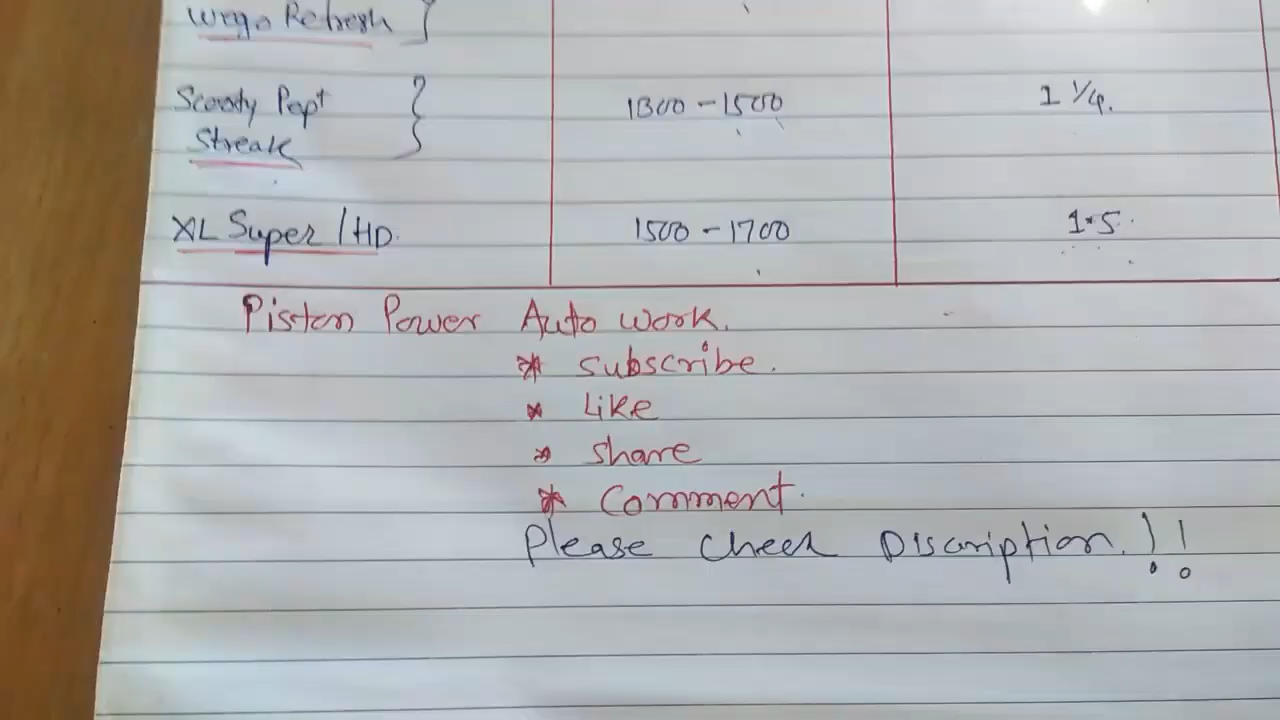 Wego Refresh }
Scooty Pep+ } 1300 - 1500 1 1/4.
Streak
XL Super / HD. 1500 - 1700 1.5.
Piston Power Auto work.
* Subscribe.
* Like
* Share
* Comment.
Please Check Discription. !!